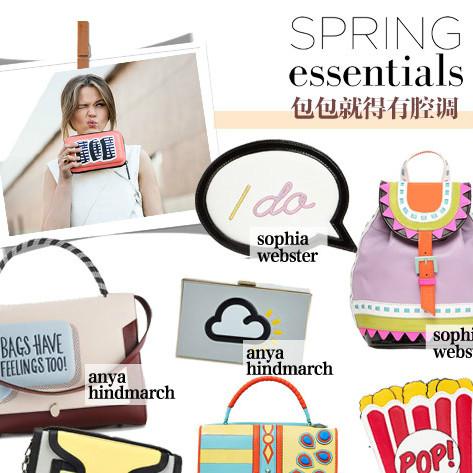 SPRING
essentials
包包就得有腔调
I do
sophia
webster
BAGS HAVE
FEELINGS TOO!
anya
hindmarch
anya
hindmarch
sophi
webst
POP!